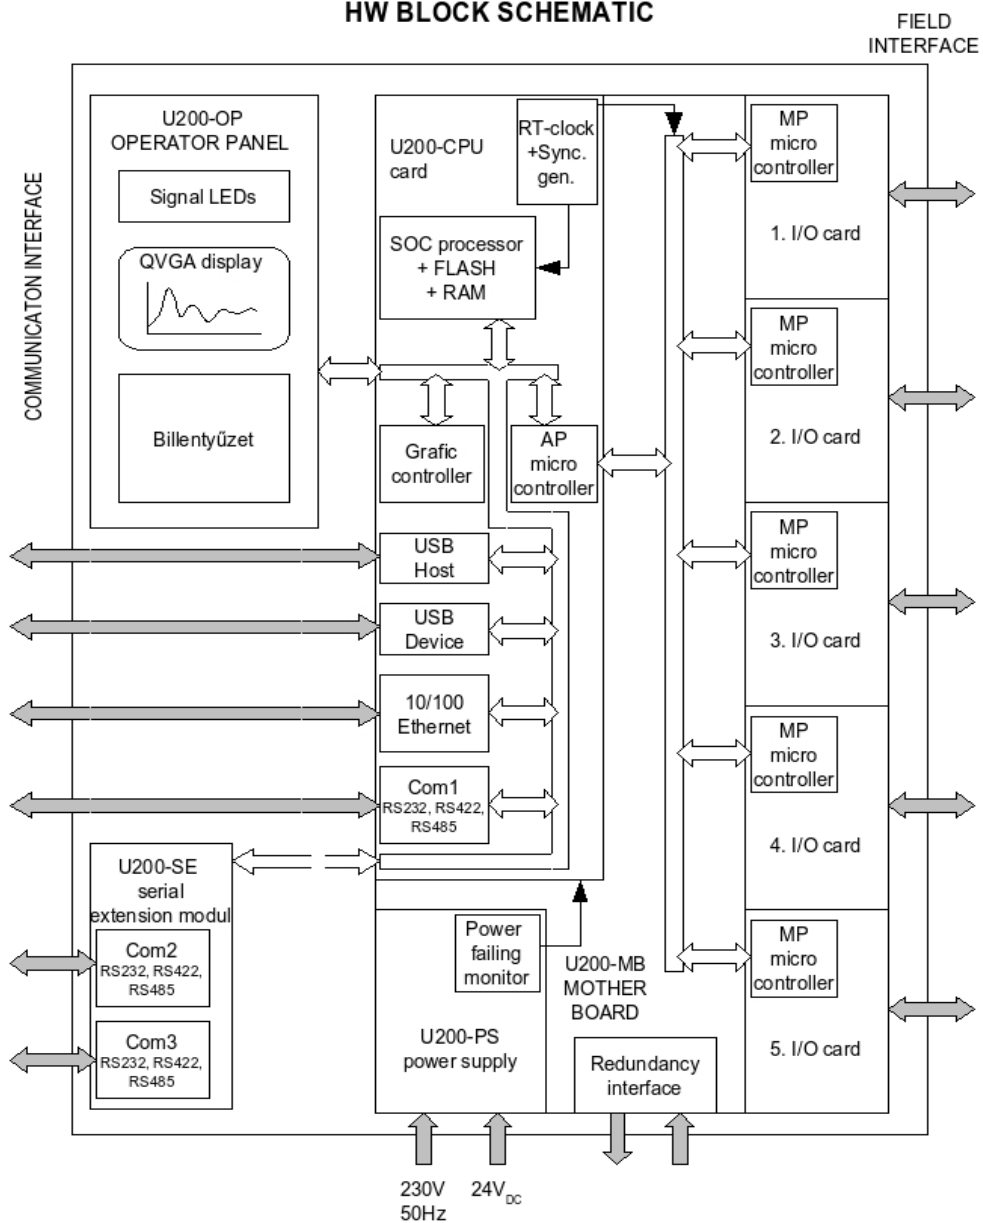 HW BLOCK SCHEMATIC
FIELD
INTERFACE
COMMUNICATON INTERFACE
U200-OP
OPERATOR PANEL
Signal LEDs
QVGA display
Billentyűzet
U200-CPU
card
RT-clock
+Sync.
gen.
SOC processor
+ FLASH
+ RAM
Grafic
controller
AP
micro
controller
USB
Host
USB
Device
10/100
Ethernet
Com1
RS232, RS422,
RS485
MP
micro
controller
1. I/O card
MP
micro
controller
2. I/O card
MP
micro
controller
3. I/O card
MP
micro
controller
4. I/O card
MP
micro
controller
5. I/O card
U200-SE
serial
extension modul
Com2
RS232, RS422,
RS485
Com3
RS232, RS422,
RS485
Power
failing
monitor
U200-PS
power supply
U200-MB
MOTHER
BOARD
Redundancy
interface
230V
50Hz
24VDC